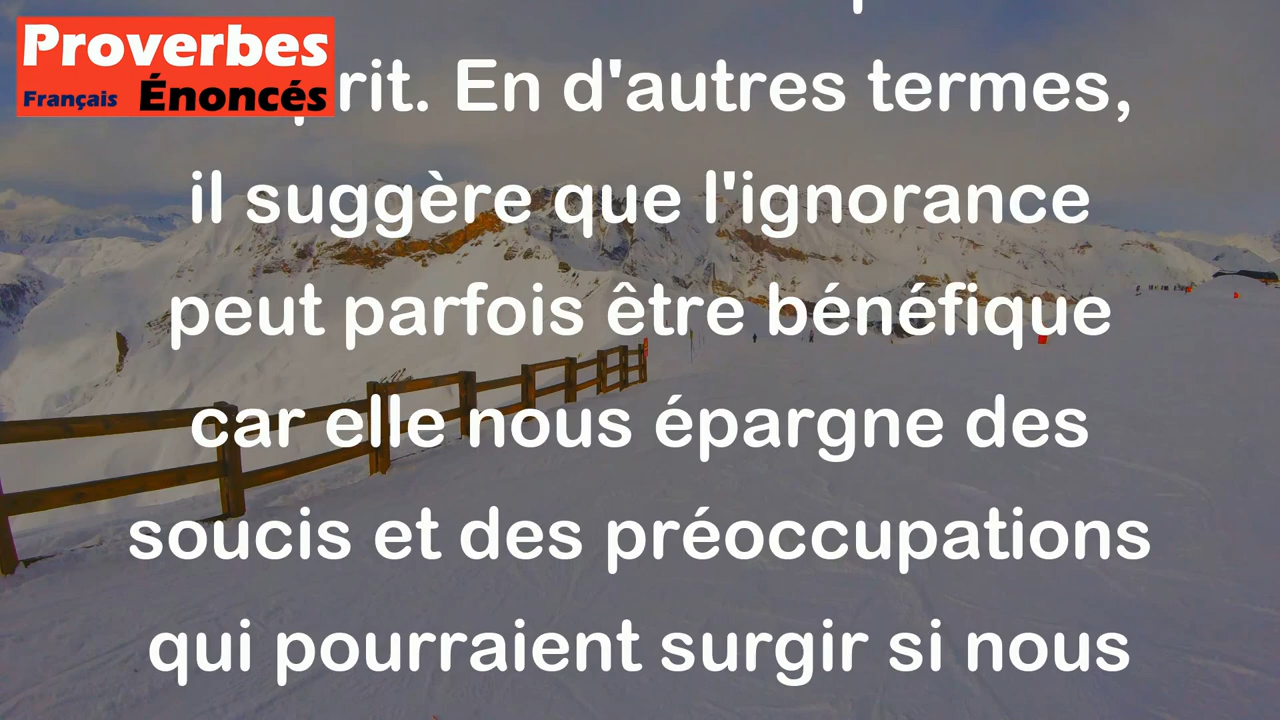 Proverbes
Français Énoncés
rit. En d'autres termes,
il suggère que l'ignorance
peut parfois être bénéfique
car elle nous épargne des
soucis et des préoccupations
qui pourraient surgir si nous